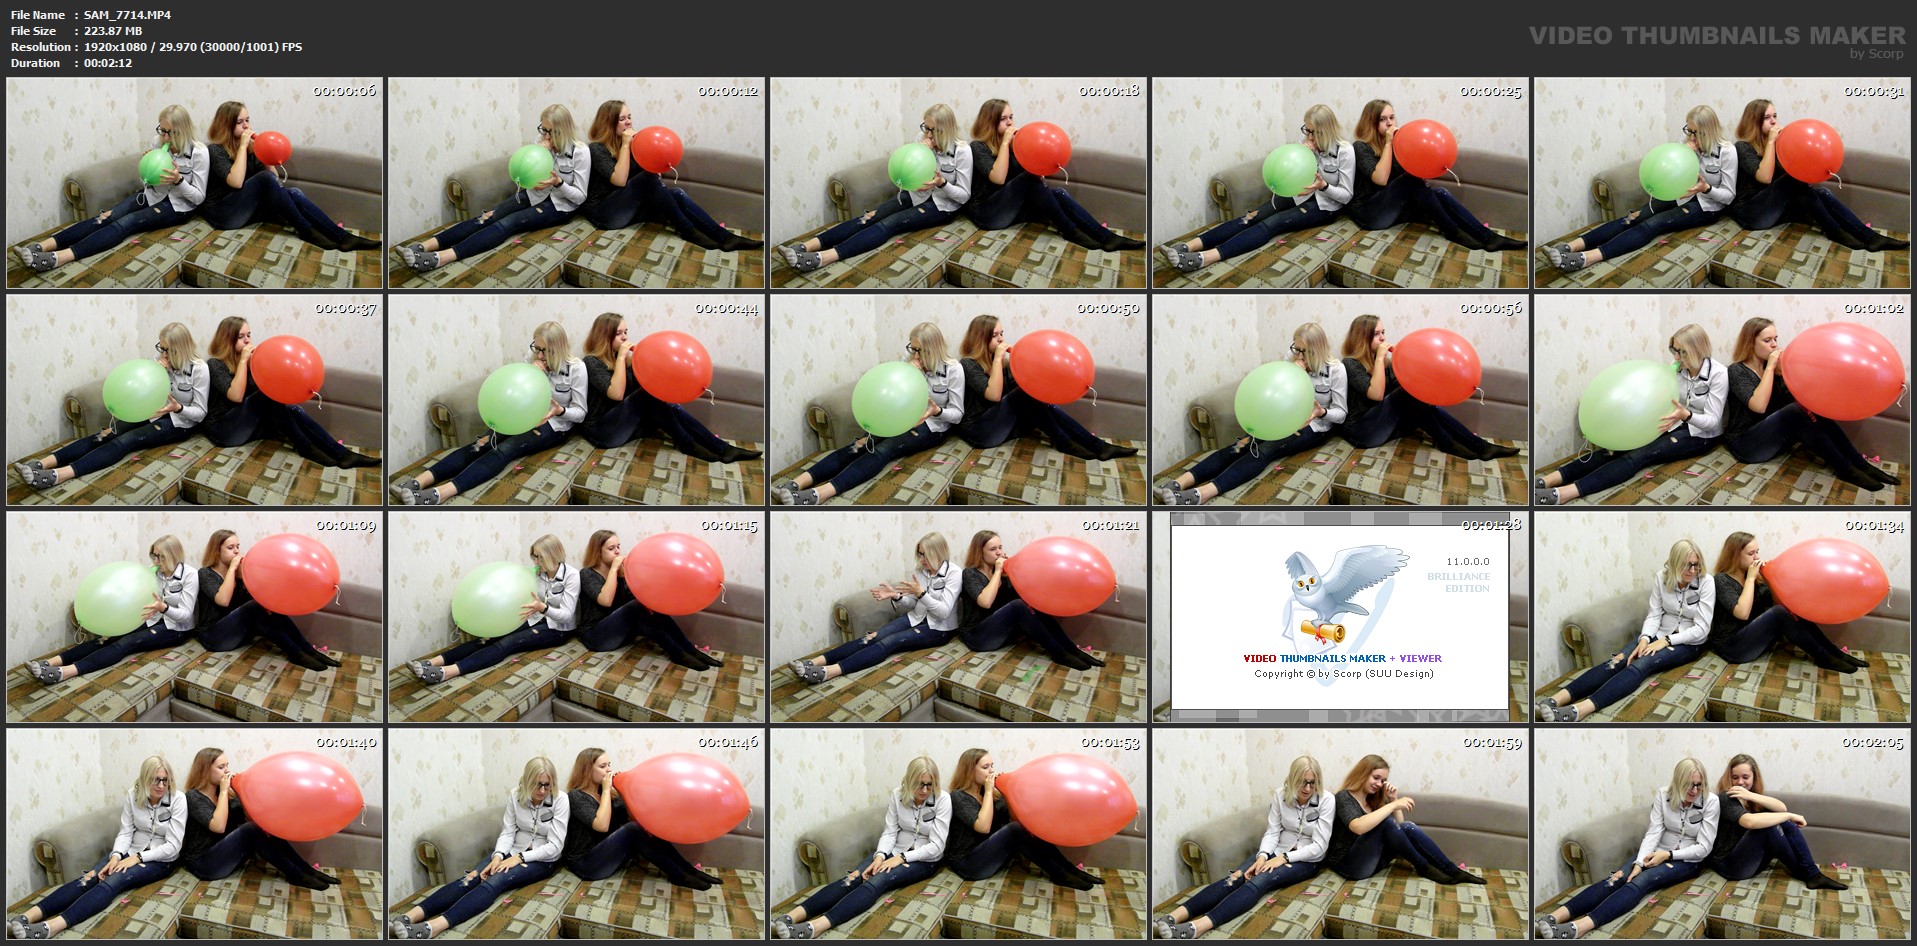 File Name : SAM_7714.MP4
File Size : 223.87 MB
Resolution : 1920x1080 / 29.970 (30000/1001) FPS
Duration : 00:02:12
VIDEO THUMBNAILS MAKER
by Scorp
00:00:06
00:00:12
00:00:18
00:00:25
00:00:31
00:00:37
00:00:44
00:00:50
00:00:56
00:01:02
00:01:09
00:01:15
00:01:21
00:01:28
11.0.0.0
BRILLIANCE
EDITION
VIDEO THUMBNAILS MAKER + VIEWER
Copyright © by Scorp (SUU Design)
00:01:34
00:01:40
00:01:46
00:01:53
00:01:59
00:02:05